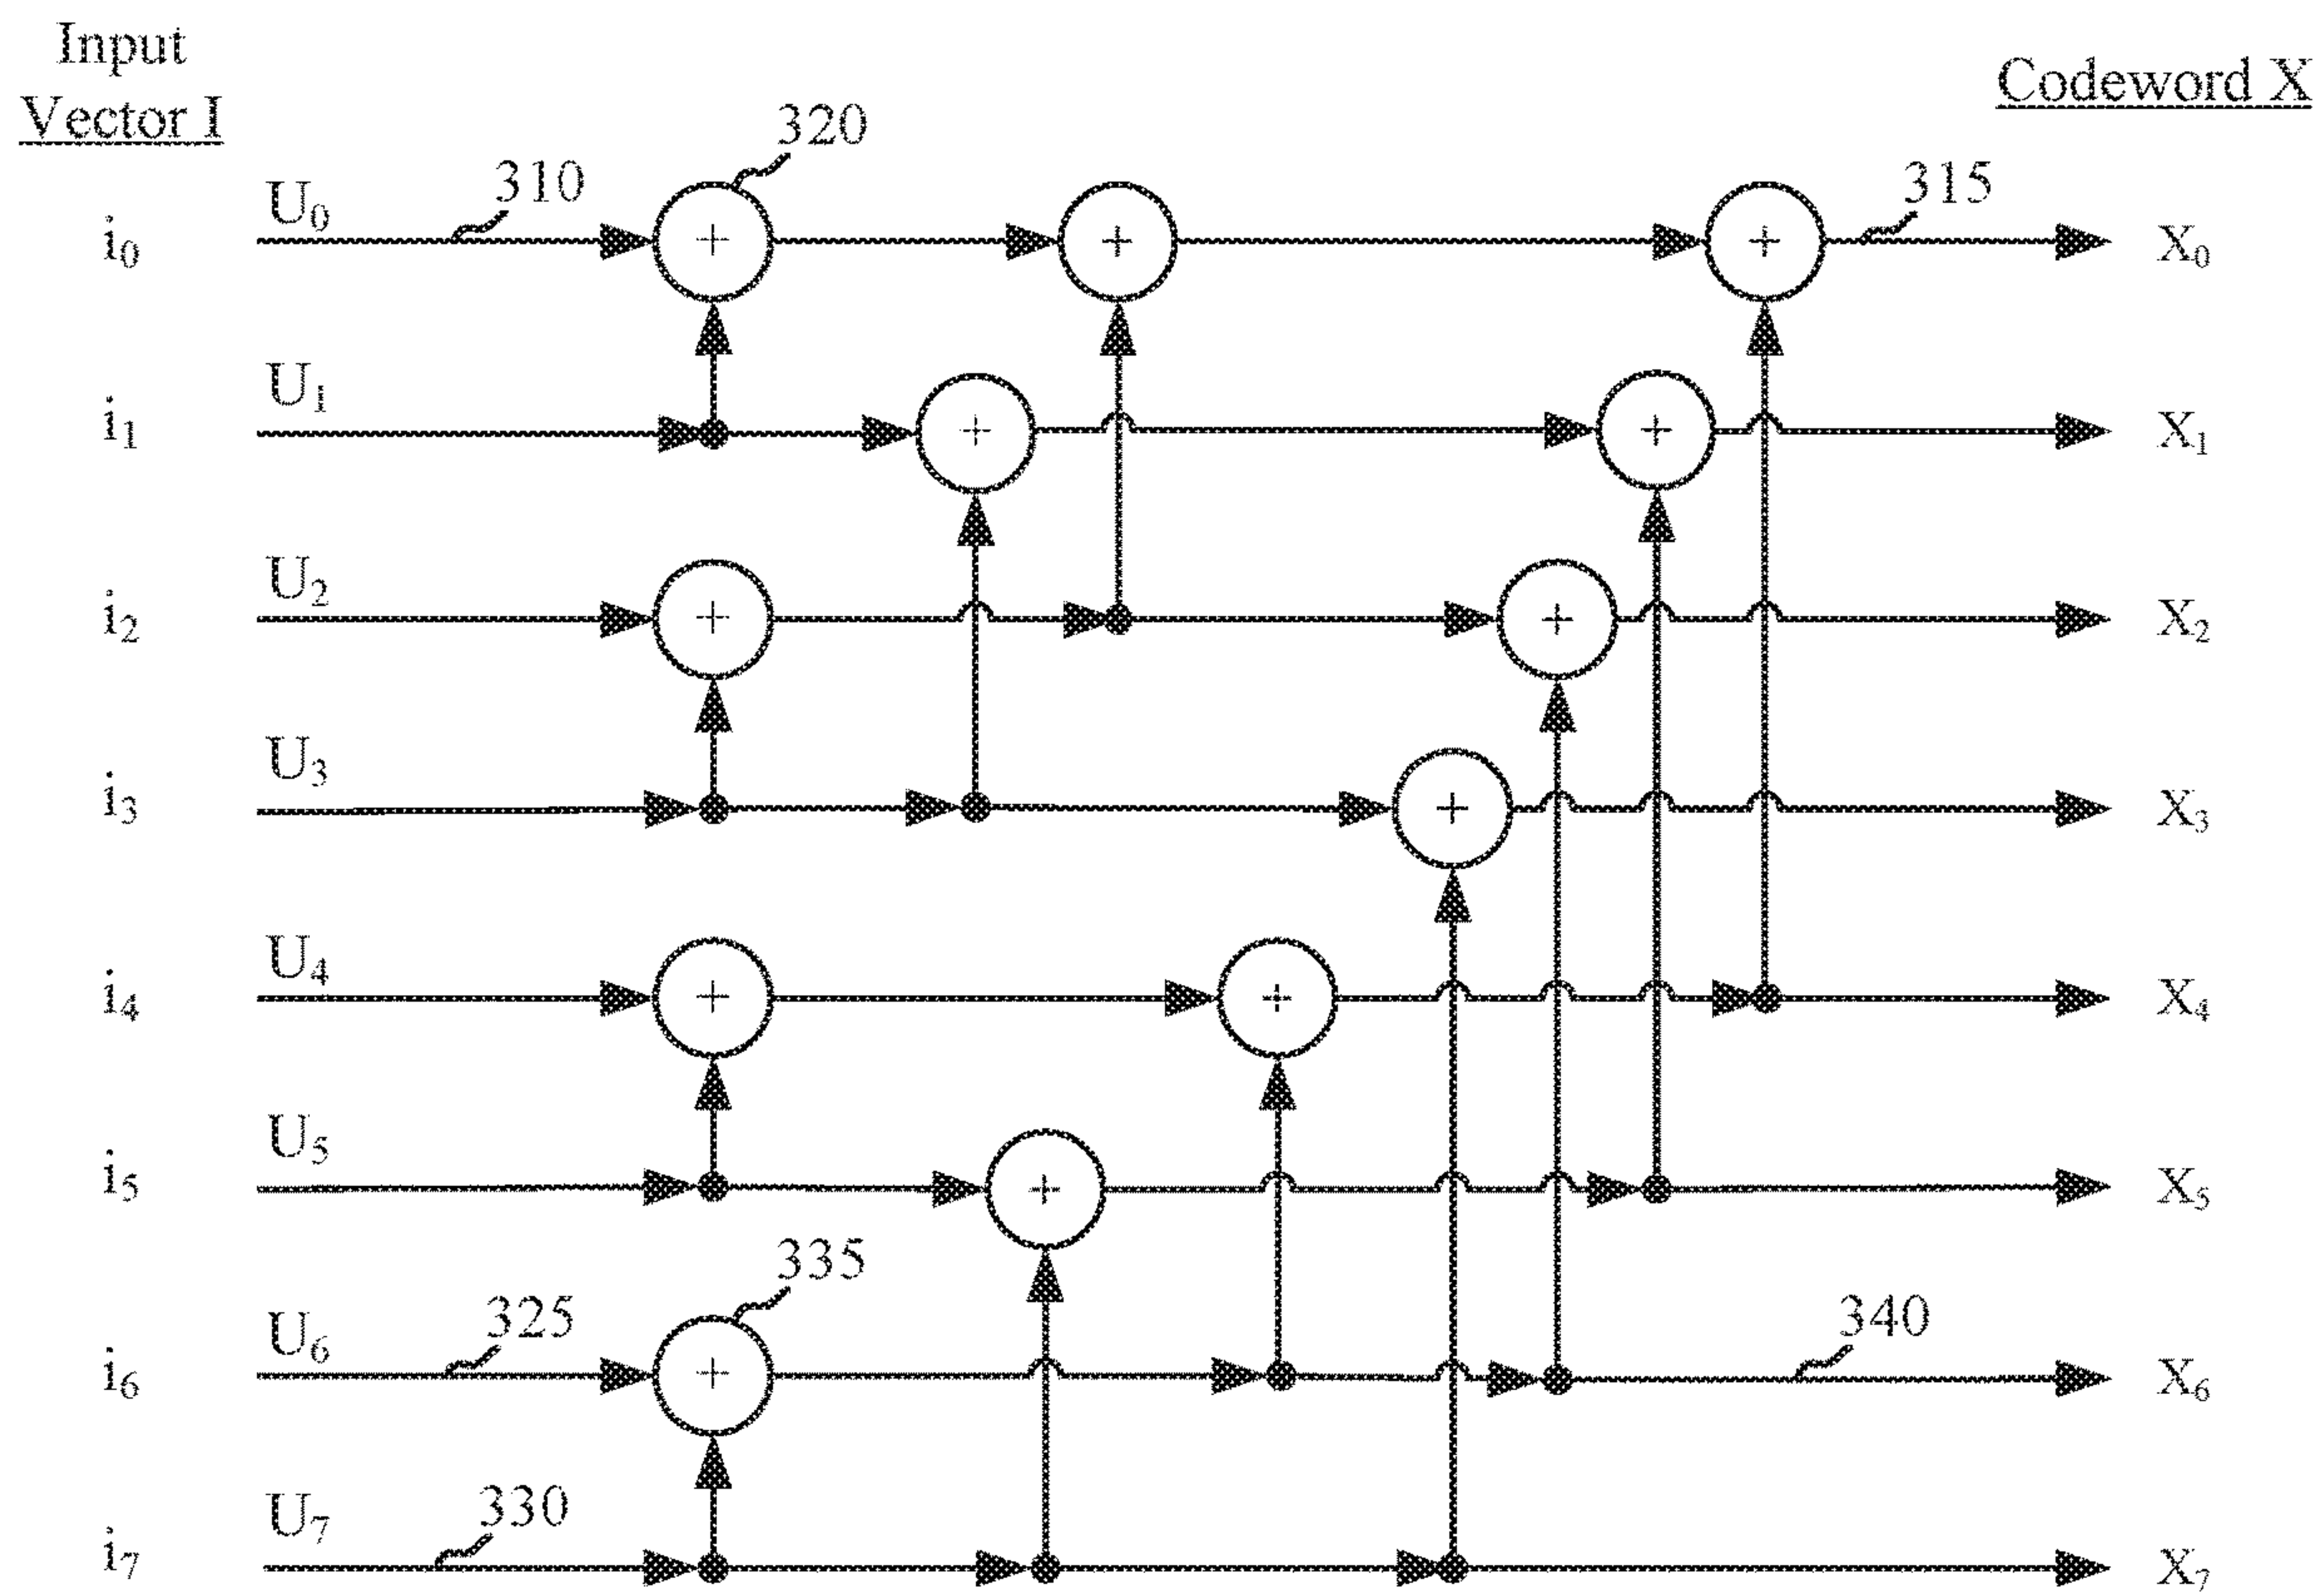 Input
Vector I
Codeword X
320
310
315
U₀
i₀
+ + +
X₀
U₁
i₁
+ +
X₁
U₂
i₂
+ +
X₂
U₃
i₃
+
X₃
U₄
i₄
+ +
X₄
U₅
i₅
+
X₅
335
325
340
U₆
i₆
+
X₆
330
U₇
i₇
X₇